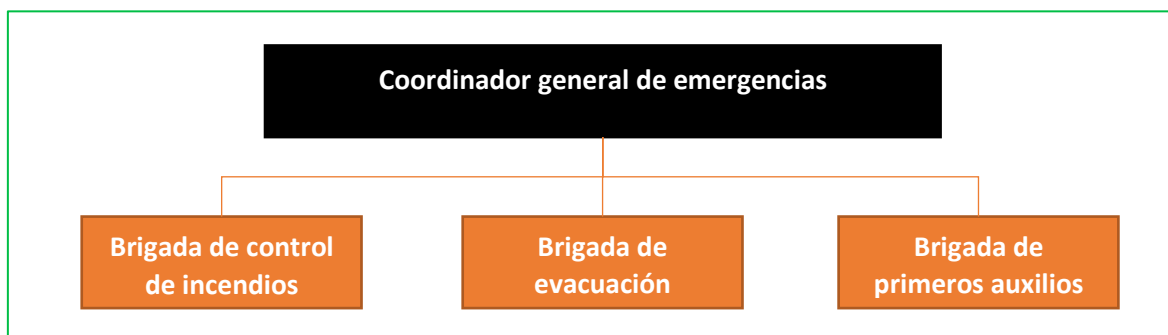 Coordinador general de emergencias
Brigada de control
de incendios
Brigada de
evacuación
Brigada de
primeros auxilios